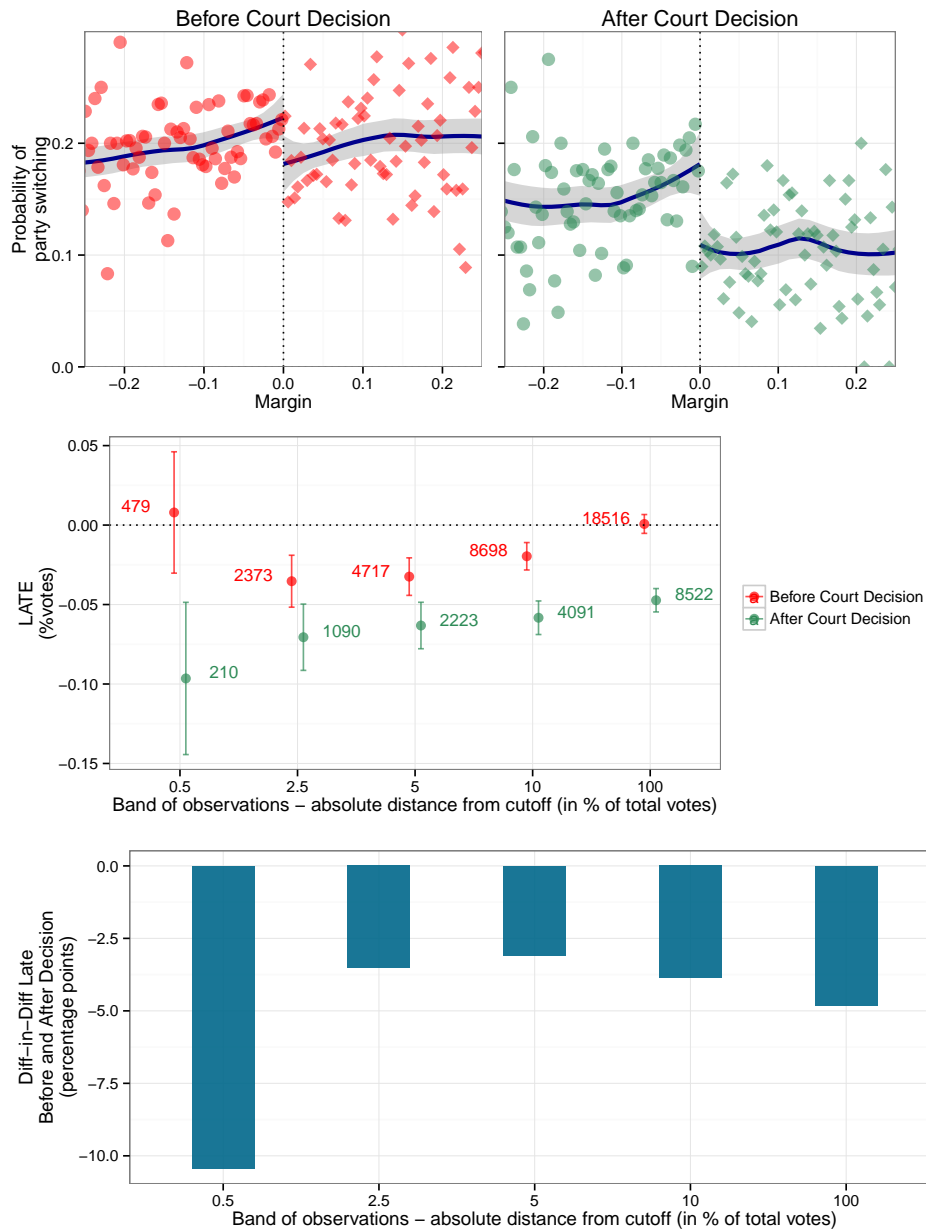 Before Court Decision
After Court Decision
Probability of
party switching
0.2
0.1
0.0
−0.2
−0.1
0.0
0.1
0.2
−0.2
−0.1
0.0
0.1
0.2
Margin
Margin
LATE
(%votes)
0.05
0.00
−0.05
−0.10
−0.15
479
2373
4717
8698
18516
210
1090
2223
4091
8522
0.5
2.5
5
10
100
Band of observations − absolute distance from cutoff (in % of total votes)
Before Court Decision
After Court Decision
Diff−in−Diff Late
Before and After Decision
(percentage points)
0.0
−2.5
−5.0
−7.5
−10.0
0.5
2.5
5
10
100
Band of observations − absolute distance from cutoff (in % of total votes)